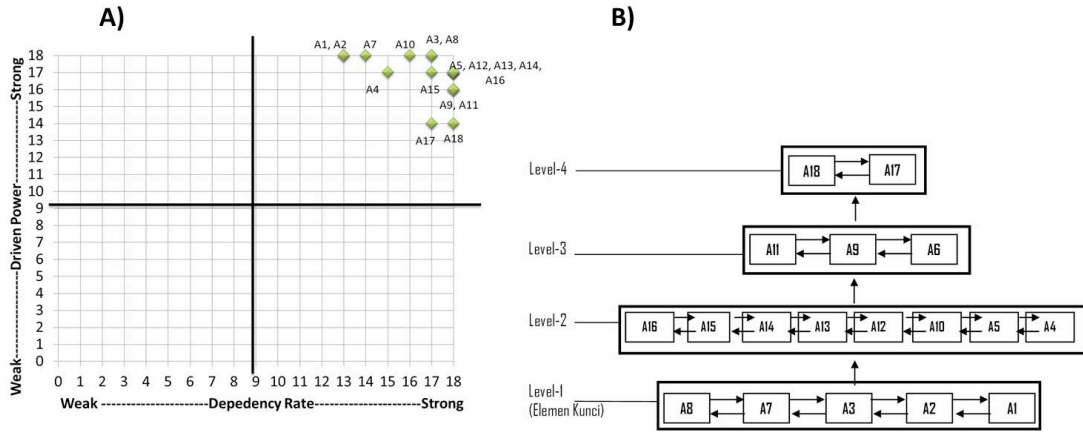 A)
A1, A2
A7
A10
A3, A8
A5, A12, A13, A14,
A16
A4
A15
A9, A11
A17
A18
18
17
16
15
14
13
12
11
10
9
8
7
6
5
4
3
2
1
0
Weak-----------------------Driven Power-----------------------Strong
0 1 2 3 4 5 6 7 8 9 10 11 12 13 14 15 16 17 18
Weak -----------------Depedency Rate-----------------Strong
B)
Level-4
A18 A17
Level-3
A11 A9 A6
Level-2
A16 A15 A14 A13 A12 A10 A5 A4
Level-1
(Elemen Kunci)
A8 A7 A3 A2 A1